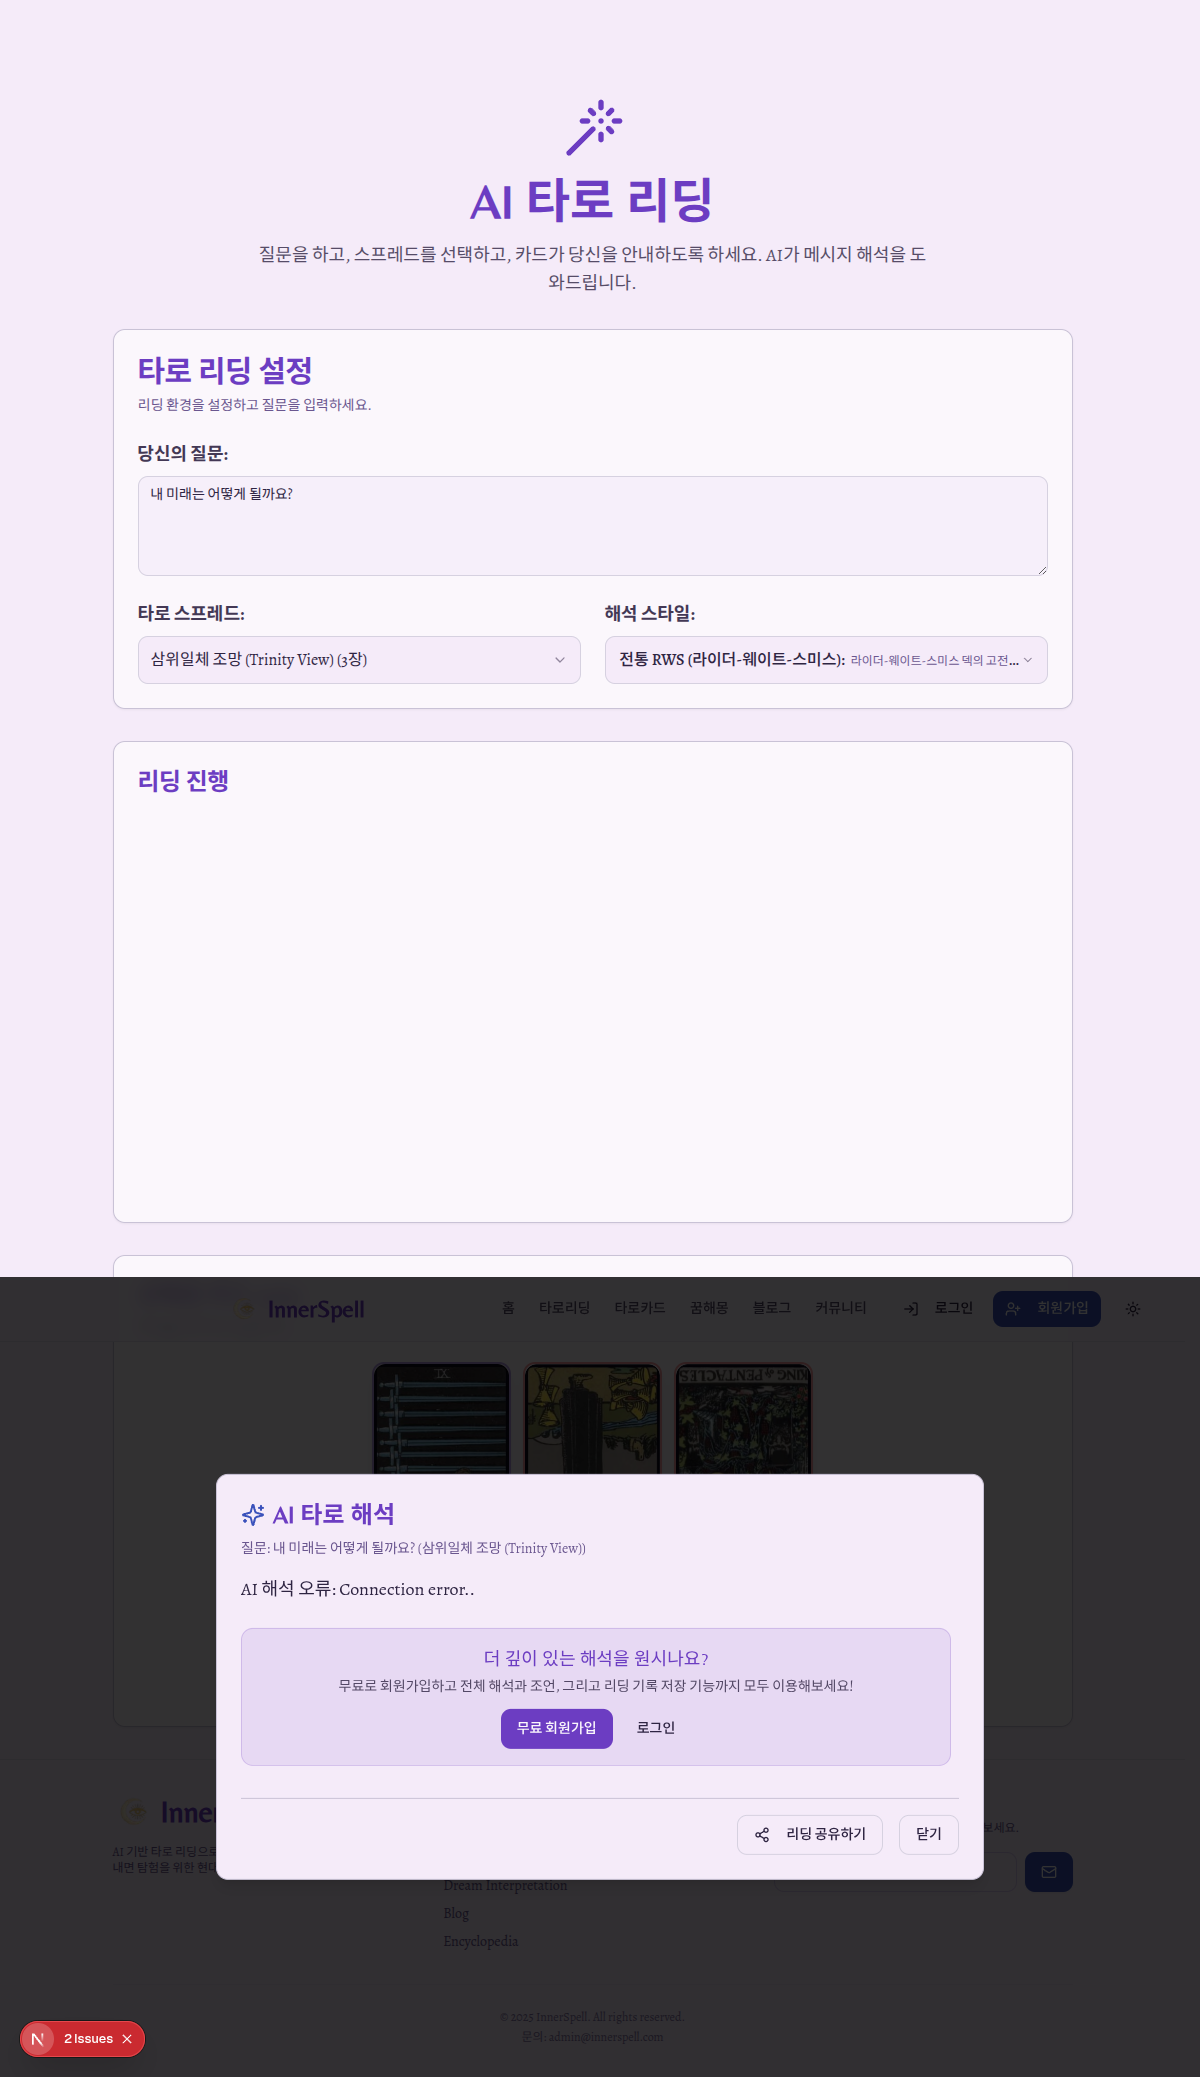 AI 타로 리딩
질문을 하고, 스프레드를 선택하고, 카드가 당신을 안내하도록 하세요. AI가 메시지 해석을 도
와드립니다.
타로 리딩 설정
리딩 환경을 설정하고 질문을 입력하세요.
당신의 질문:
내 미래는 어떻게 될까요?
타로 스프레드:
해석 스타일:
삼위일체 조망 (Trinity View) (3장)
전통 RWS (라이더-웨이트-스미스): 라이더-웨이트-스미스 덱의 고전...
리딩 진행
InnerSpell
홈
타로리딩
타로카드
꿈해몽
블로그
커뮤니티
로그인
회원가입
KING of PENTACLES
AI 타로 해석
질문: 내 미래는 어떻게 될까요? (삼위일체 조망 (Trinity View))
AI 해석 오류: Connection error..
더 깊이 있는 해석을 원시나요?
무료로 회원가입하고 전체 해석과 조언, 그리고 리딩 기록 저장 기능까지 모두 이용해보세요!
무료 회원가입
로그인
리딩 공유하기
닫기
Inner
AI 기반 타로 리딩으로
내면 탐험을 위한 현대
보세요.
Dream Interpretation
Blog
Encyclopedia
© 2025 InnerSpell. All rights reserved.
문의: admin@innerspell.com
N
2 Issues